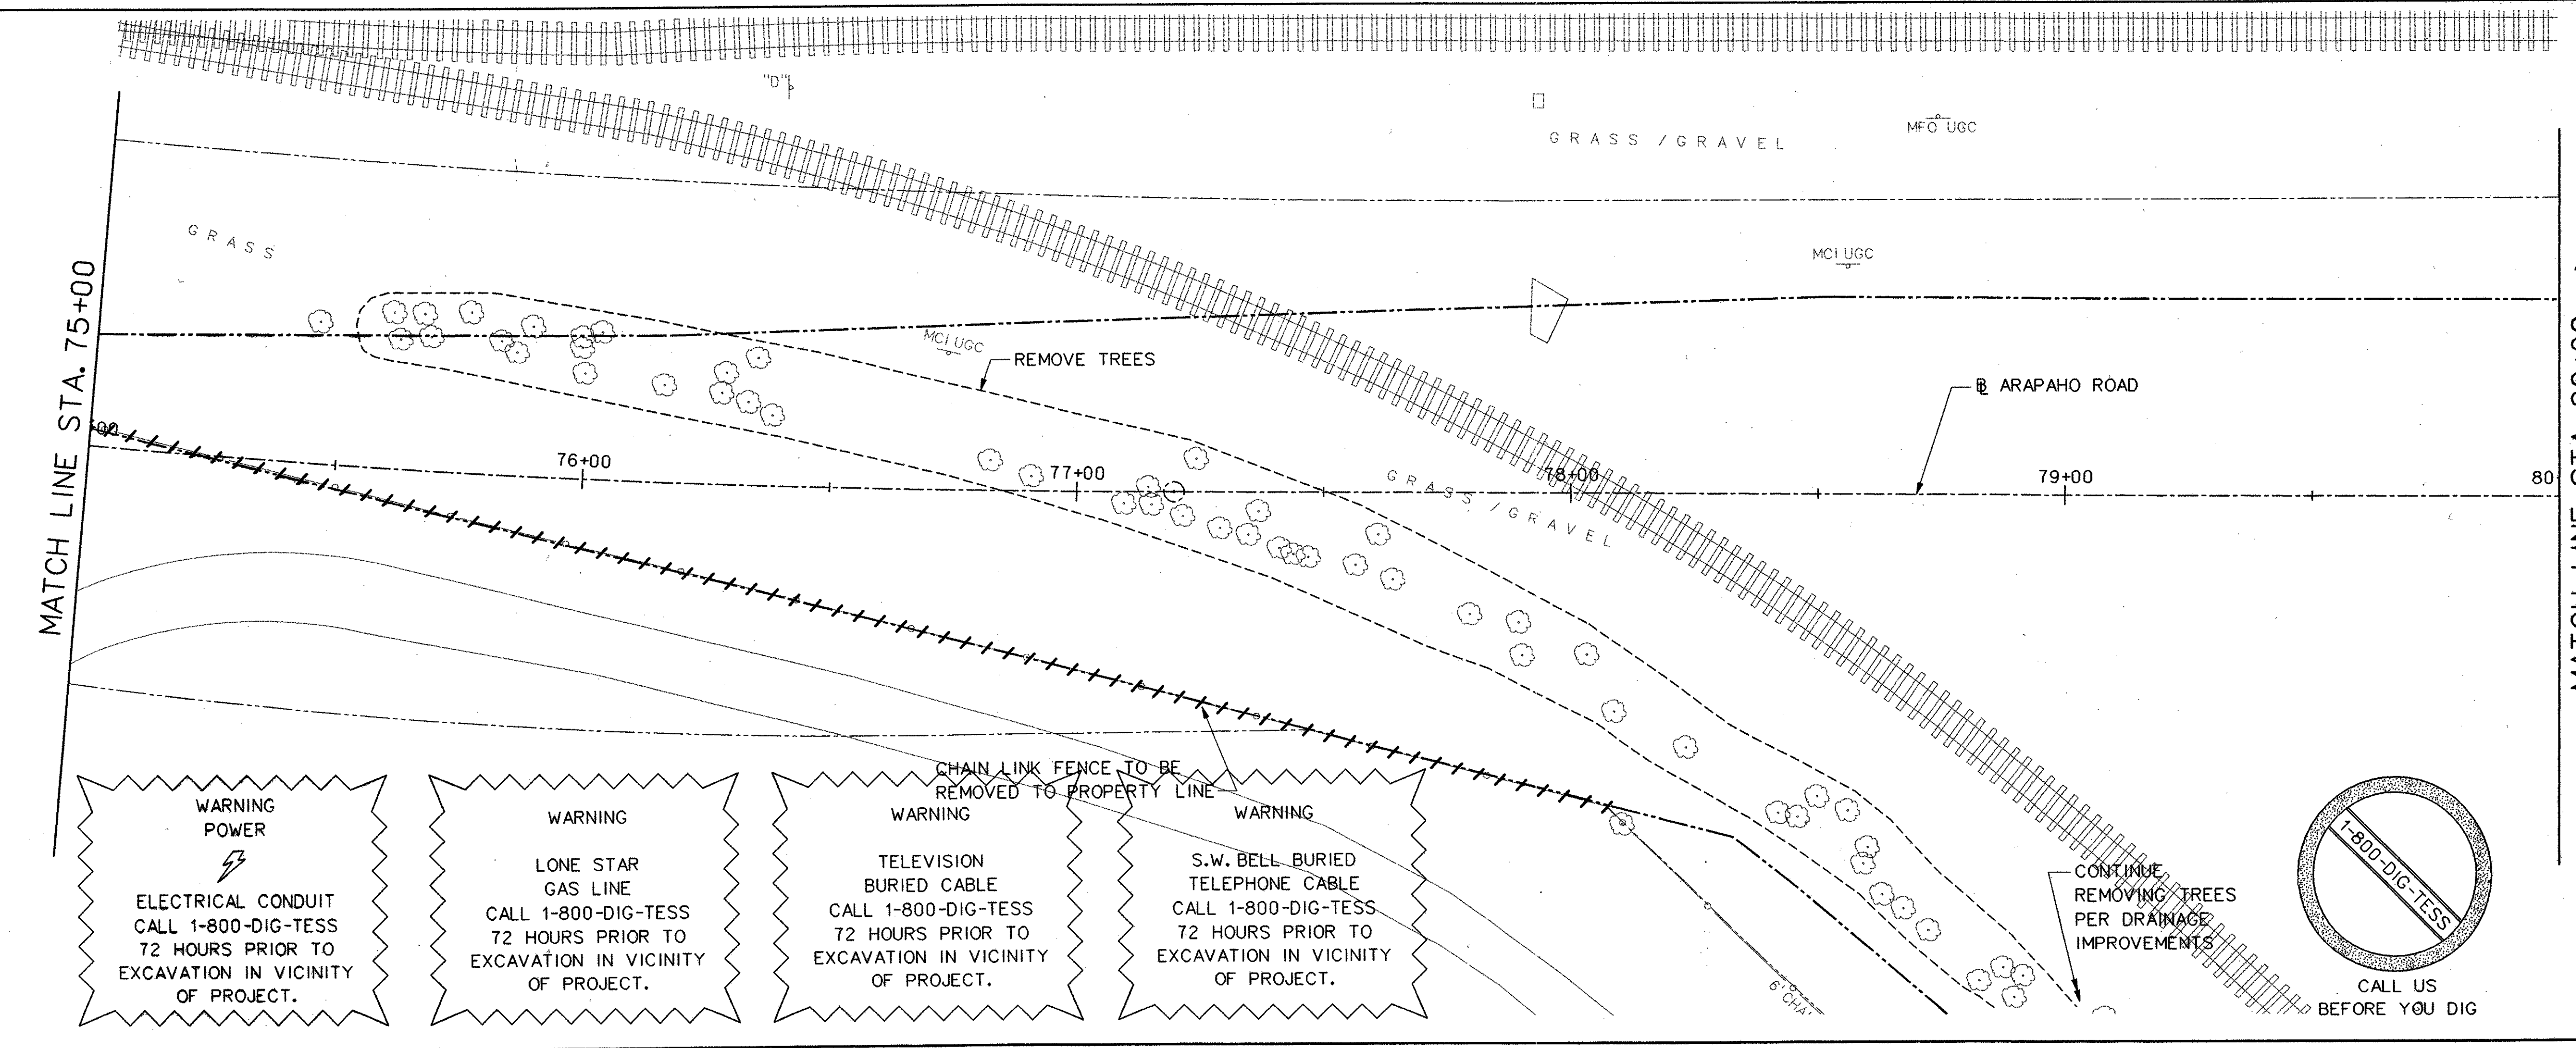 "D"
GRASS / GRAVEL
MFO UGC
GRASS
MCI UGC
MCI UGC
REMOVE TREES
ARAPAHO ROAD
MATCH LINE STA. 75+00
00
76+00
77+00
78+00
79+00
80
GRASS / GRAVEL
CHAIN LINK FENCE TO BE
REMOVED TO PROPERTY LINE
WARNING
POWER
ELECTRICAL CONDUIT
CALL 1-800-DIG-TESS
72 HOURS PRIOR TO
EXCAVATION IN VICINITY
OF PROJECT.
WARNING
LONE STAR
GAS LINE
CALL 1-800-DIG-TESS
72 HOURS PRIOR TO
EXCAVATION IN VICINITY
OF PROJECT.
WARNING
TELEVISION
BURIED CABLE
CALL 1-800-DIG-TESS
72 HOURS PRIOR TO
EXCAVATION IN VICINITY
OF PROJECT.
WARNING
S.W. BELL BURIED
TELEPHONE CABLE
CALL 1-800-DIG-TESS
72 HOURS PRIOR TO
EXCAVATION IN VICINITY
OF PROJECT.
6' CHA
CONTINUE
REMOVING TREES
PER DRAINAGE
IMPROVEMENTS
1-800-DIG-TESS
CALL US
BEFORE YOU DIG